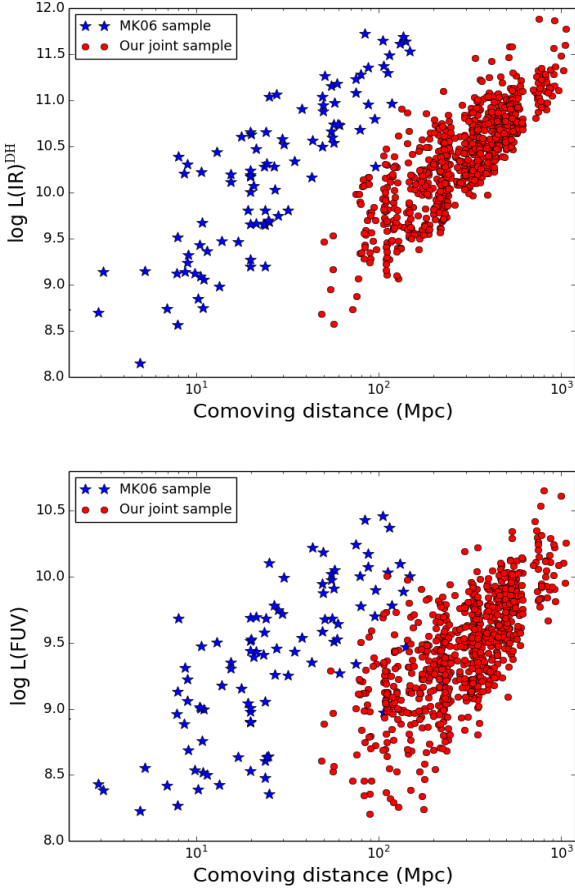 12.0
11.5
11.0
10.5
10.0
9.5
9.0
8.5
8.0
log L(IR)^DH
MK06 sample
Our joint sample
10^1
10^2
10^3
Comoving distance (Mpc)
10.5
10.0
9.5
9.0
8.5
8.0
log L(FUV)
MK06 sample
Our joint sample
10^1
10^2
10^3
Comoving distance (Mpc)